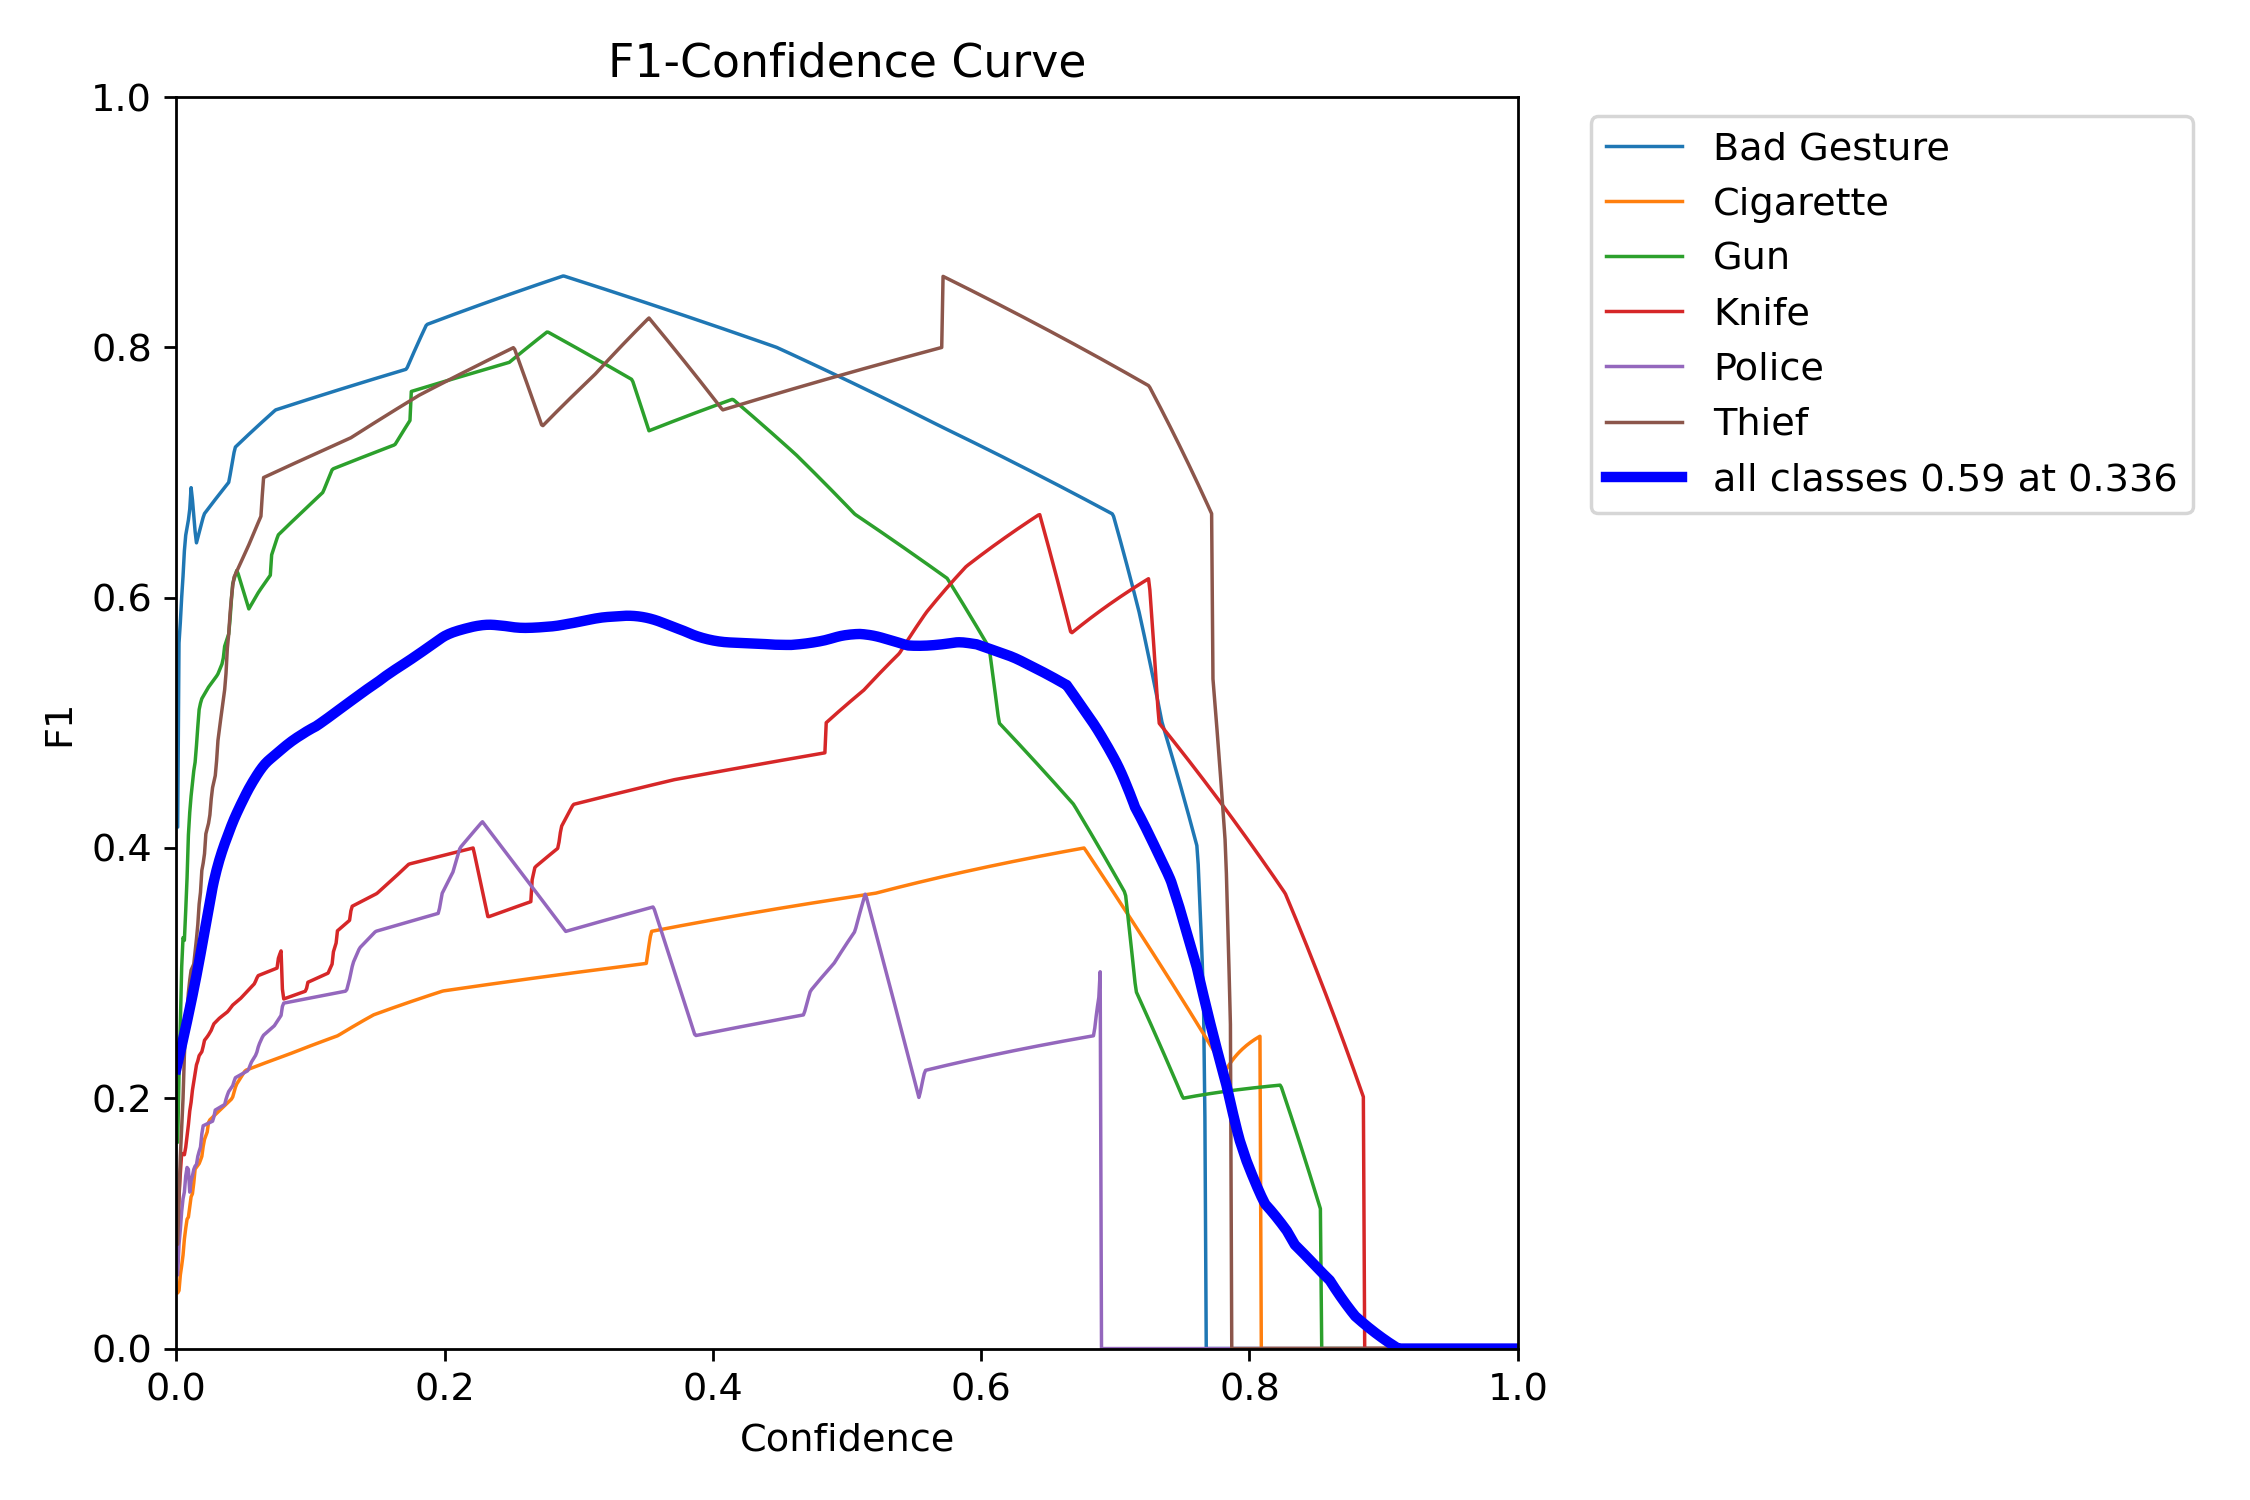 F1-Confidence Curve
1.0
0.8
0.6
0.4
0.2
0.0
F1
0.0 0.2 0.4 0.6 0.8 1.0
Confidence
Bad Gesture
Cigarette
Gun
Knife
Police
Thief
all classes 0.59 at 0.336